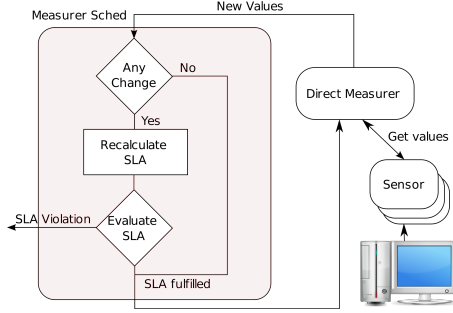 New Values
Measurer Sched
Any
Change
No
Yes
Direct Measurer
Recalculate
SLA
Get values
Sensor
SLA Violation
Evaluate
SLA
SLA fulfilled